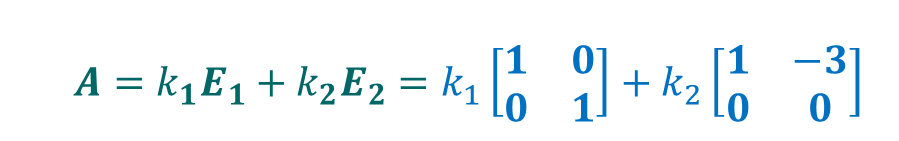 A = k₁E₁ + k₂E₂ = k₁ [1 0; 0 1] + k₂ [1 −3; 0 0]